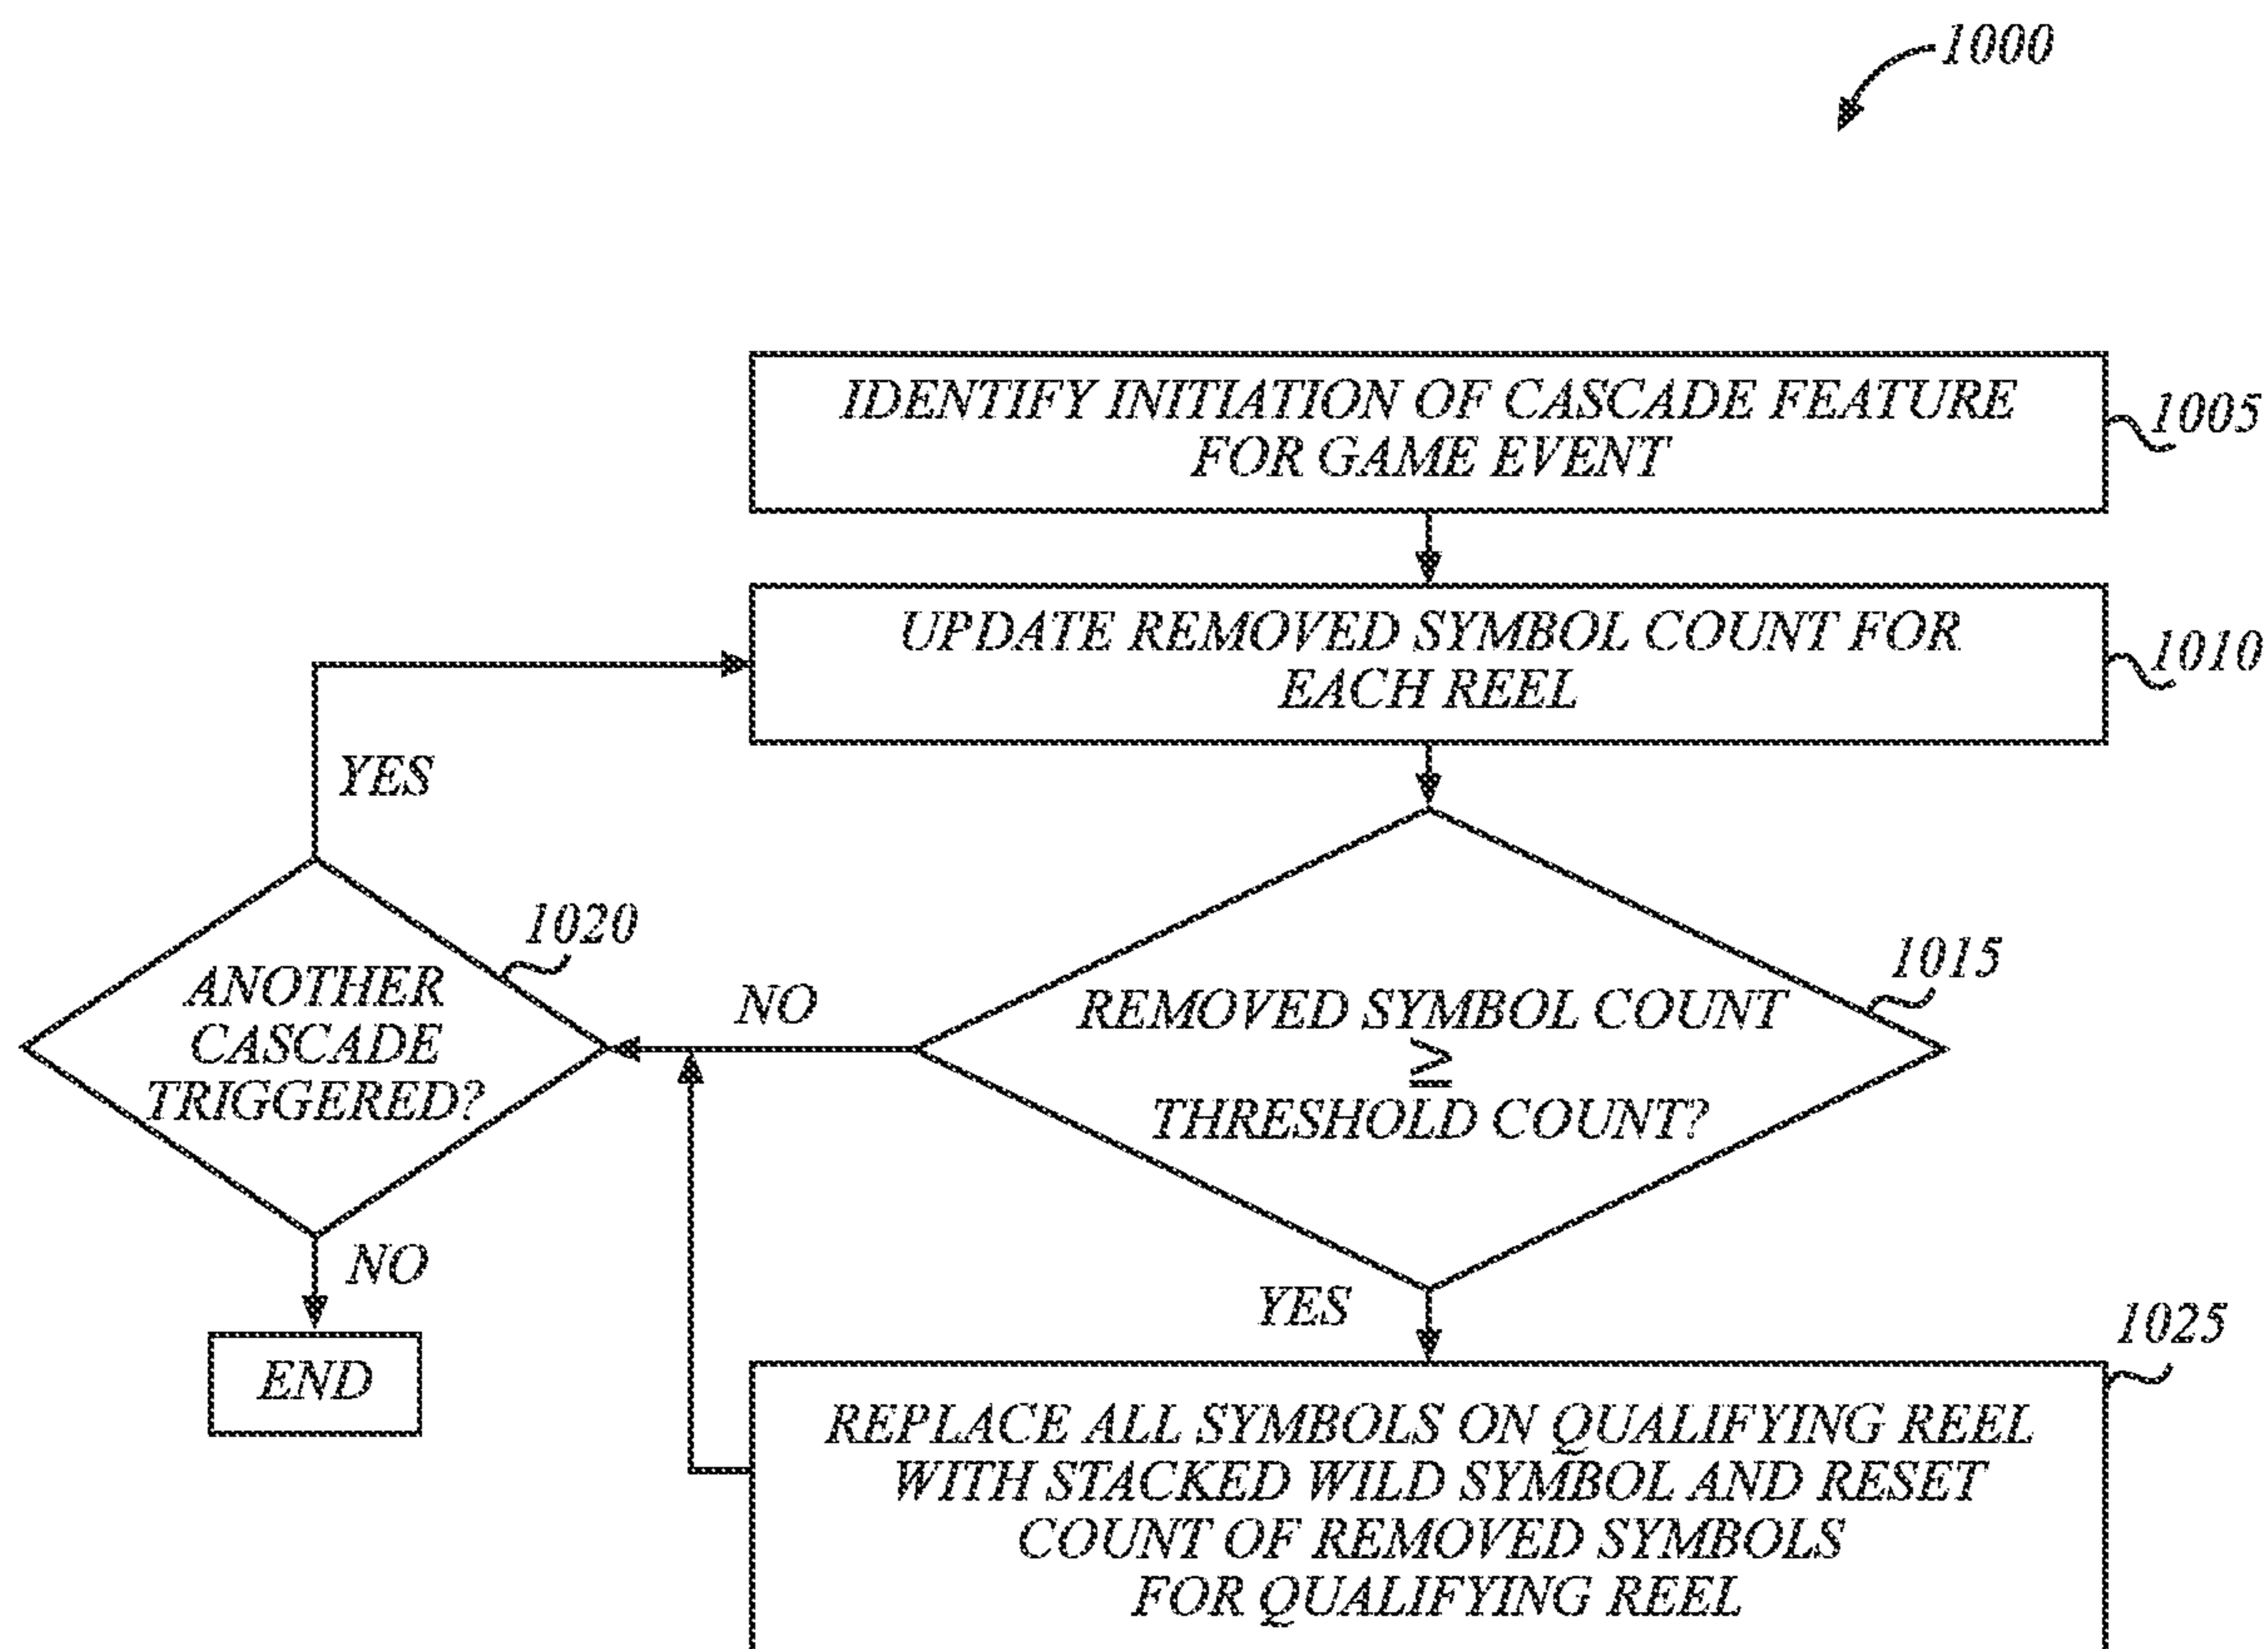 1000
IDENTIFY INITIATION OF CASCADE FEATURE
FOR GAME EVENT
1005
UPDATE REMOVED SYMBOL COUNT FOR
EACH REEL
1010
YES
1020
ANOTHER
CASCADE
TRIGGERED?
NO
1015
REMOVED SYMBOL COUNT
≥
THRESHOLD COUNT?
NO
END
YES
1025
REPLACE ALL SYMBOLS ON QUALIFYING REEL
WITH STACKED WILD SYMBOL AND RESET
COUNT OF REMOVED SYMBOLS
FOR QUALIFYING REEL